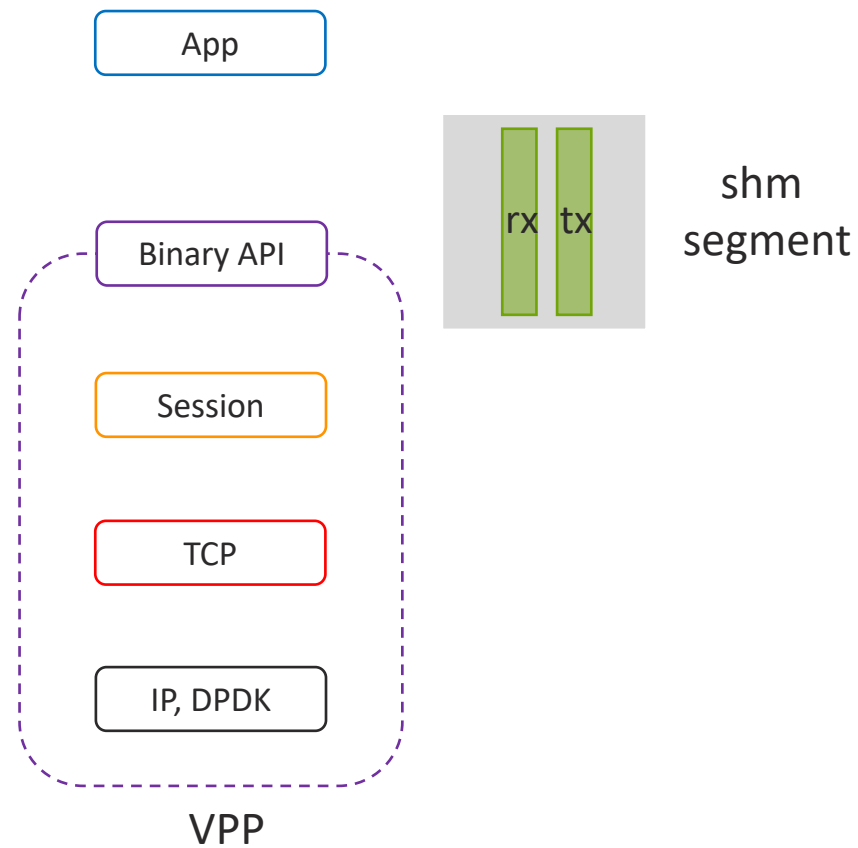 App
rx tx
shm
segment
Binary API
Session
TCP
IP, DPDK
VPP